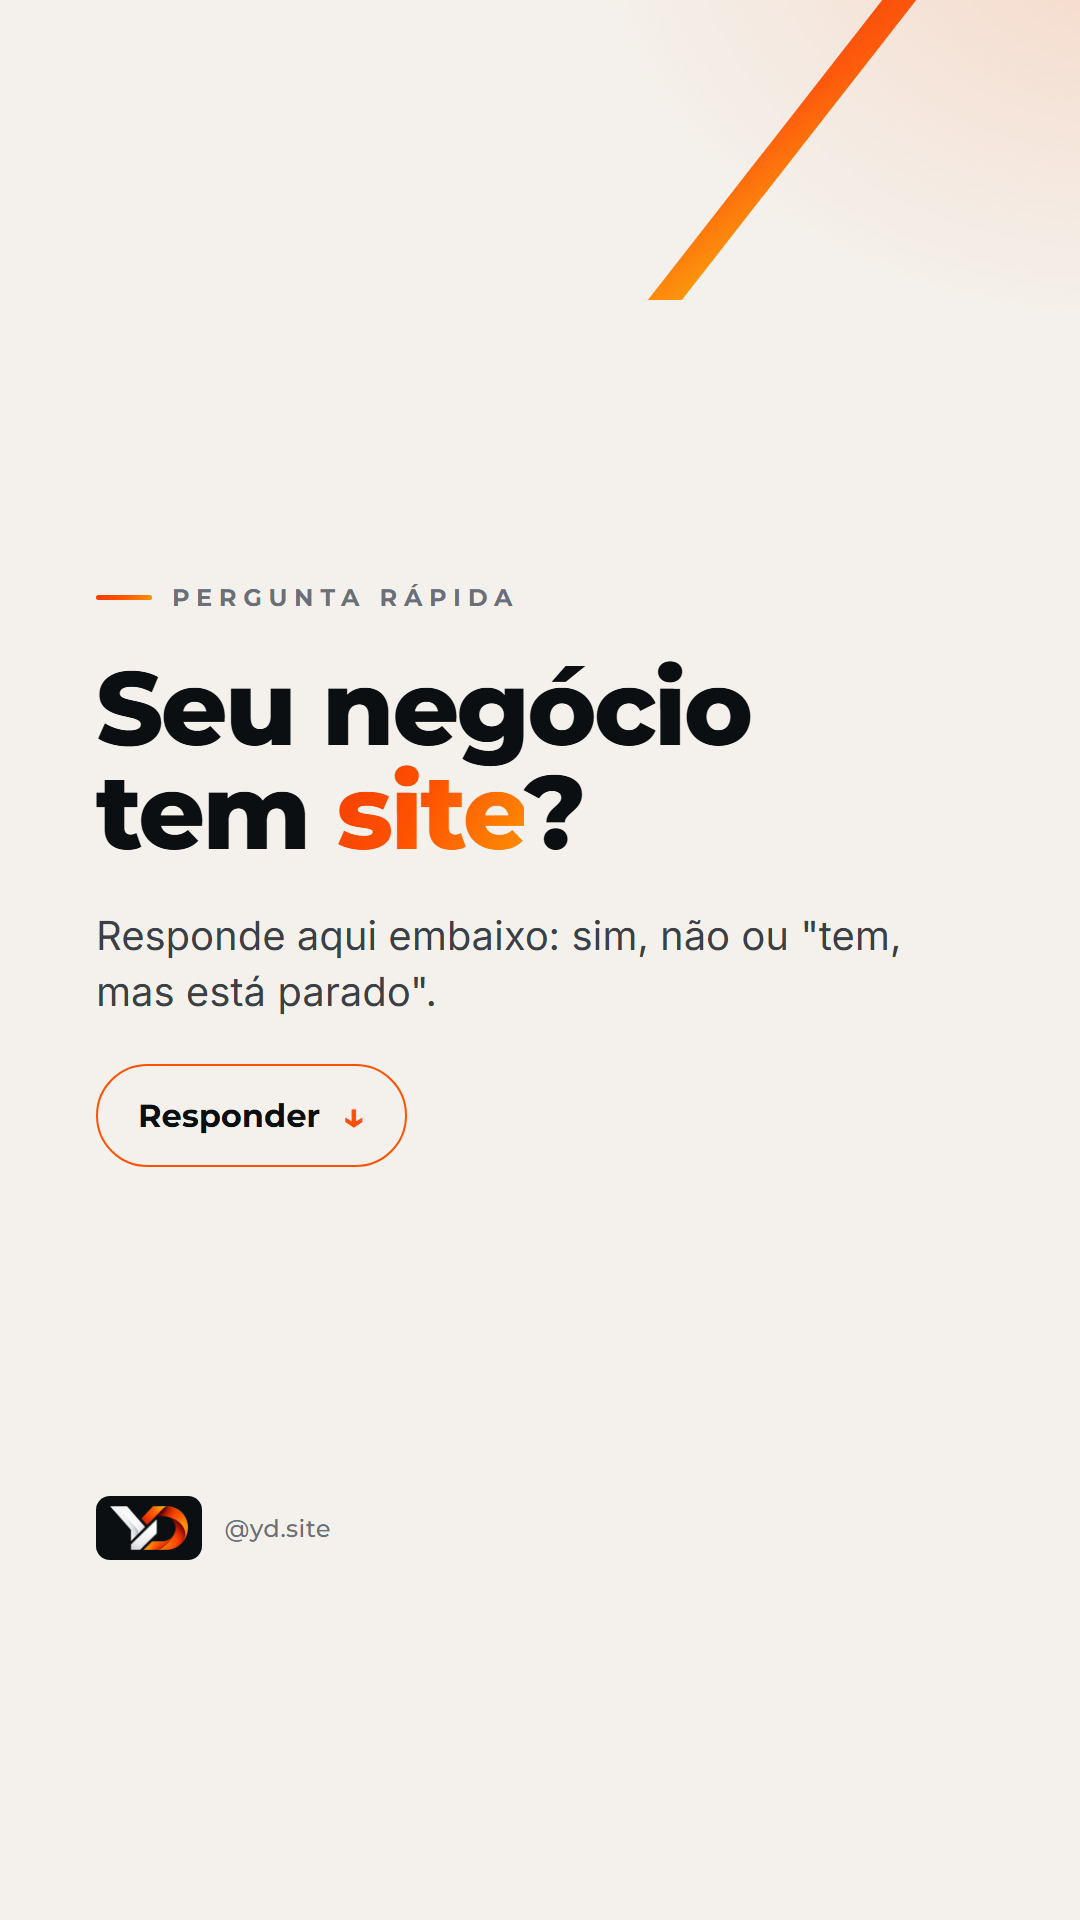 PERGUNTA RÁPIDA
Seu negócio
tem site?
Responde aqui embaixo: sim, não ou "tem,
mas está parado".
Responder ↓
YD
@yd.site